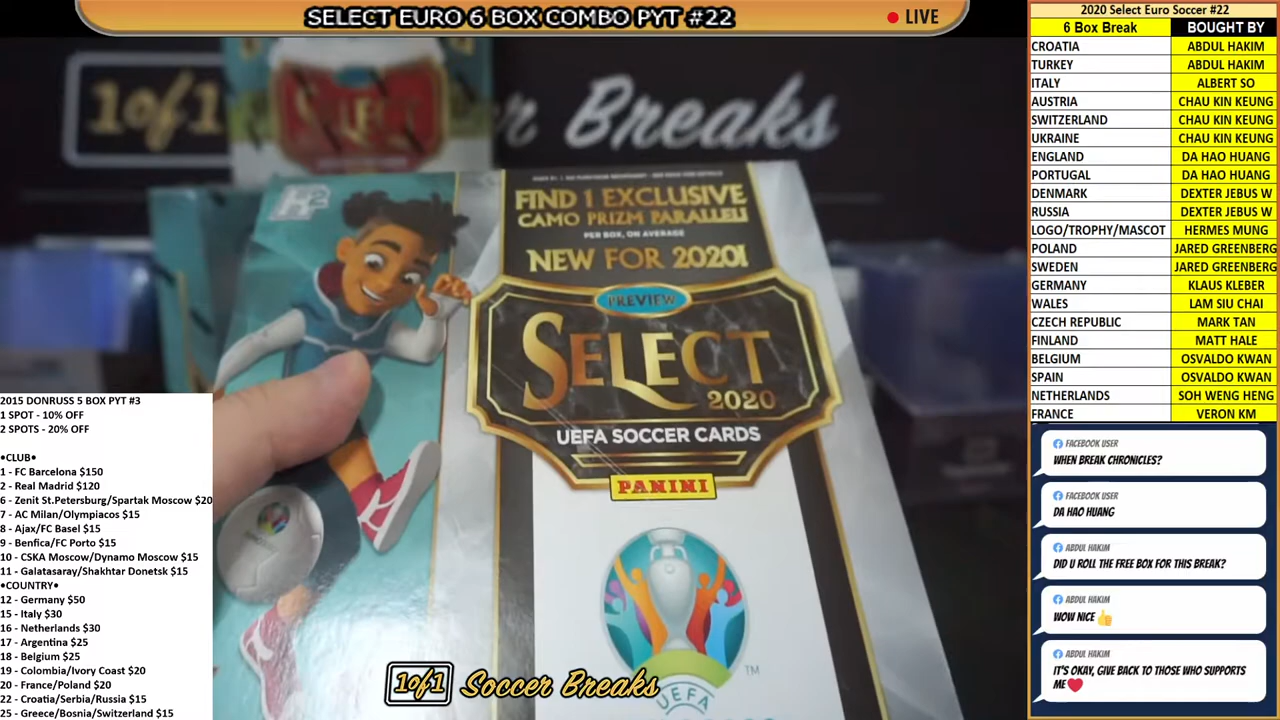 SELECT EURO 6 BOX COMBO PYT #22
LIVE
2020 Select Euro Soccer #22
6 Box Break BOUGHT BY
CROATIA ABDUL HAKIM
TURKEY ABDUL HAKIM
ITALY ALBERT SO
AUSTRIA CHAU KIN KEUNG
SWITZERLAND CHAU KIN KEUNG
UKRAINE CHAU KIN KEUNG
ENGLAND DA HAO HUANG
PORTUGAL DA HAO HUANG
DENMARK DEXTER JEBUS W
RUSSIA DEXTER JEBUS W
LOGO/TROPHY/MASCOT HERMES MUNG
POLAND JARED GREENBERG
SWEDEN JARED GREENBERG
GERMANY KLAUS KLEBER
WALES LAM SIU CHAI
CZECH REPUBLIC MARK TAN
FINLAND MATT HALE
BELGIUM OSVALDO KWAN
SPAIN OSVALDO KWAN
NETHERLANDS SOH WENG HENG
FRANCE VERON KM
FACEBOOK USER
WHEN BREAK CHRONICLES?
FACEBOOK USER
DA HAO HUANG
ABDUL HAKIM
DID U ROLL THE FREE BOX FOR THIS BREAK?
ABDUL HAKIM
WOW NICE 👍
ABDUL HAKIM
IT'S OKAY, GIVE BACK TO THOSE WHO SUPPORTS
ME❤️
1of1 Breaks
SELECT
FIND 1 EXCLUSIVE
CAMO PRIZM PARALLEL!
PER BOX, ON AVERAGE
NEW FOR 2020!
PREVIEW
SELECT
2020
UEFA SOCCER CARDS
PANINI
TM
UEFA
H2
1of1 Soccer Breaks
2015 DONRUSS 5 BOX PYT #3
1 SPOT - 10% OFF
2 SPOTS - 20% OFF
•CLUB•
1 - FC Barcelona $150
2 - Real Madrid $120
6 - Zenit St.Petersburg/Spartak Moscow $20
7 - AC Milan/Olympiacos $15
8 - Ajax/FC Basel $15
9 - Benfica/FC Porto $15
10 - CSKA Moscow/Dynamo Moscow $15
11 - Galatasaray/Shakhtar Donetsk $15
•COUNTRY•
12 - Germany $50
15 - Italy $30
16 - Netherlands $30
17 - Argentina $25
18 - Belgium $25
19 - Colombia/Ivory Coast $20
20 - France/Poland $20
22 - Croatia/Serbia/Russia $15
25 - Greece/Bosnia/Switzerland $15